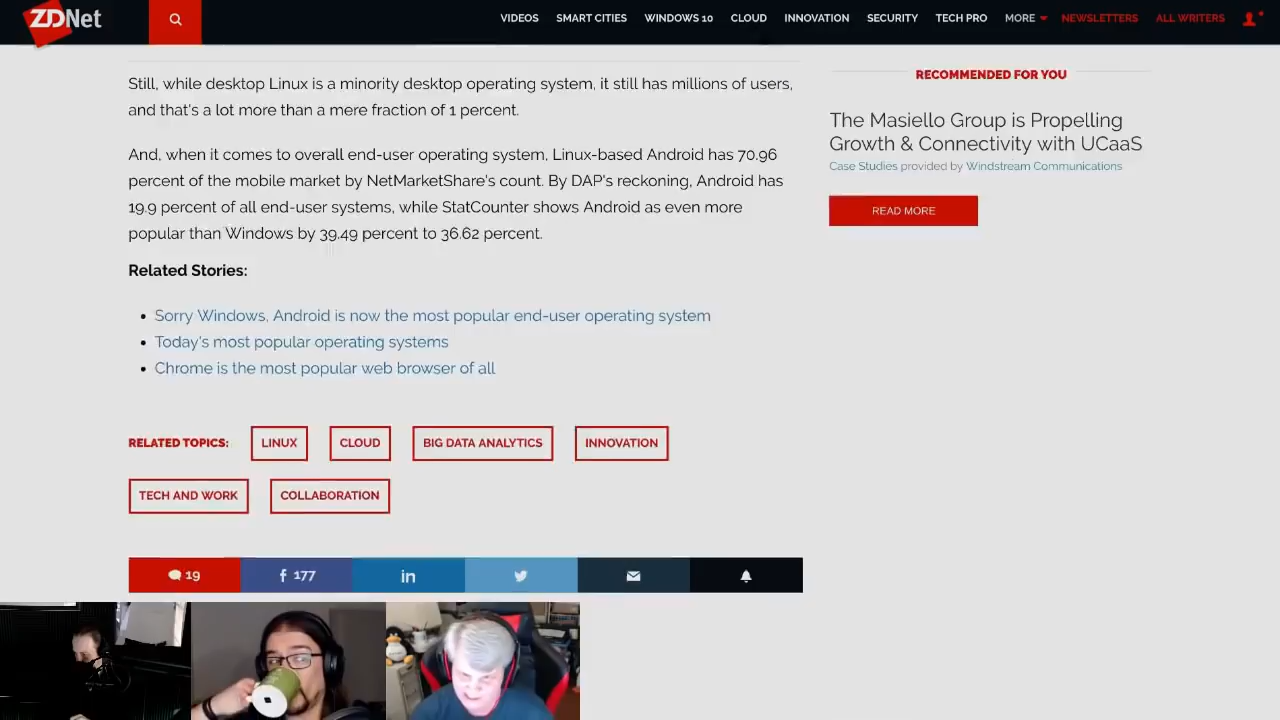 ZDNet
VIDEOS SMART CITIES WINDOWS 10 CLOUD INNOVATION SECURITY TECH PRO MORE NEWSLETTERS ALL WRITERS
Still, while desktop Linux is a minority desktop operating system, it still has millions of users,
and that's a lot more than a mere fraction of 1 percent.
And, when it comes to overall end-user operating system, Linux-based Android has 70.96
percent of the mobile market by NetMarketShare's count. By DAP's reckoning, Android has
19.9 percent of all end-user systems, while StatCounter shows Android as even more
popular than Windows by 39.49 percent to 36.62 percent.
Related Stories:
Sorry Windows, Android is now the most popular end-user operating system
Today's most popular operating systems
Chrome is the most popular web browser of all
RELATED TOPICS: LINUX CLOUD BIG DATA ANALYTICS INNOVATION
TECH AND WORK COLLABORATION
19 f 177 in
RECOMMENDED FOR YOU
The Masiello Group is Propelling
Growth & Connectivity with UCaaS
Case Studies provided by Windstream Communications
READ MORE